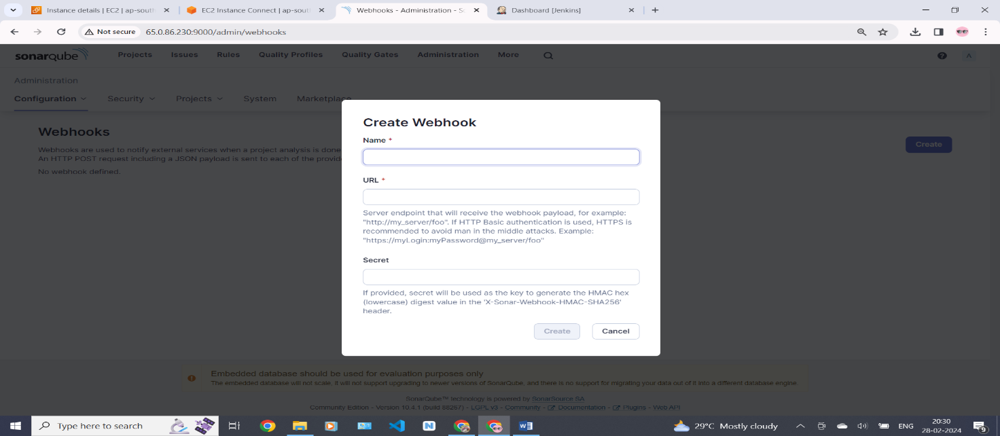 Instance details | EC2 | ap-south
EC2 Instance Connect | ap-sout
Webhooks - Administration - So
Dashboard [Jenkins]
Not secure
65.0.86.230:9000/admin/webhooks
sonarqube
Projects Issues Rules Quality Profiles Quality Gates Administration More
A
Administration
Configuration Security Projects System Marketplace
Webhooks
Webhooks are used to notify external services when a project analysis is done
An HTTP POST request including a JSON payload is sent to each of the provid
No webhook defined.
Create
Create Webhook
Name *
URL *
Server endpoint that will receive the webhook payload, for example:
"http://my_server/foo". If HTTP Basic authentication is used, HTTPS is
recommended to avoid man in the middle attacks. Example:
"https://myLogin:myPassword@my_server/foo"
Secret
If provided, secret will be used as the key to generate the HMAC hex
(lowercase) digest value in the 'X-Sonar-Webhook-HMAC-SHA256'
header.
Create Cancel
Embedded database should be used for evaluation purposes only
The embedded database will not scale, it will not support upgrading to newer versions of SonarQube, and there is no support for migrating your data out of it into a different database engine.
SonarQube™ technology is powered by SonarSource SA
Community Edition - Version 10.4.1 (build 88267) - LGPL v3 - Community - Documentation - Plugins - Web API
Type here to search
29°C Mostly cloudy
ENG
20:30
28-02-2024
9